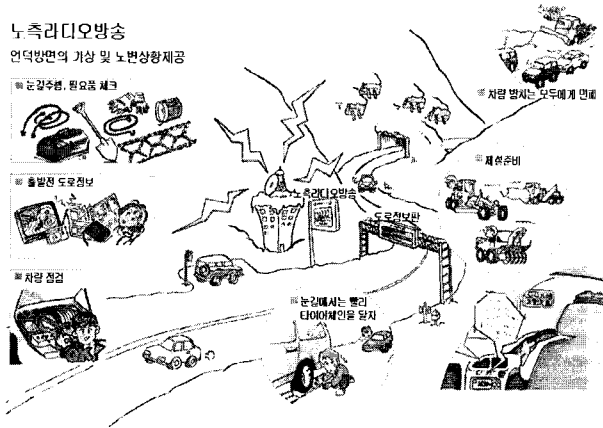 노측라디오방송
언덕방면의 기상 및 노변상황제공
눈길주행, 필요품 체크
차량 방치는 모두에게 민폐
제설준비
출발전 도로정보
노측라디오방송
도로정보판
차량 점검
눈길에서는 빨리
타이어체인을 달자